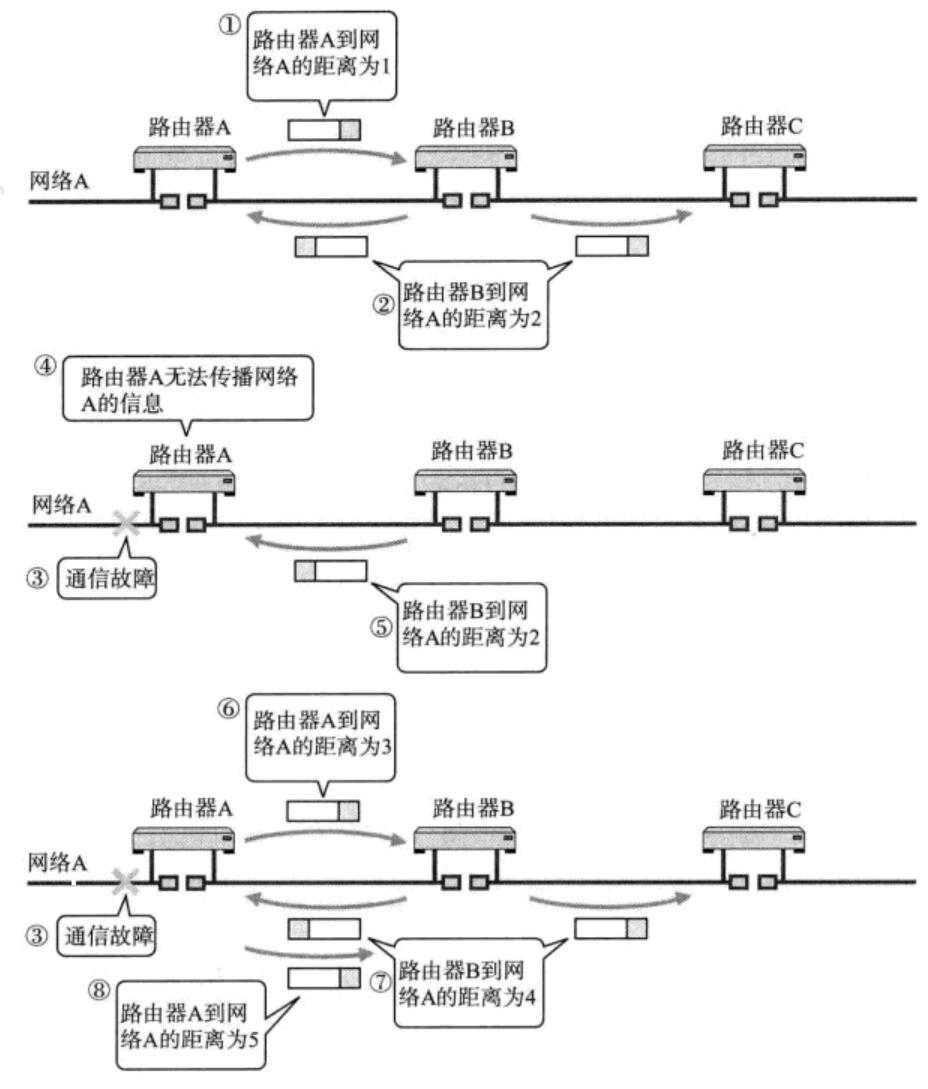 ①
路由器A到网
络A的距离为1
路由器A
路由器B
路由器C
网络A
②
路由器B到网
络A的距离为2
④
路由器A无法传播网络
A的信息
路由器A
路由器B
路由器C
网络A
③
通信故障
⑤
路由器B到网
络A的距离为2
⑥
路由器A到网
络A的距离为3
路由器A
路由器B
路由器C
网络A
③
通信故障
⑦
路由器B到网
络A的距离为4
⑧
路由器A到网
络A的距离为5